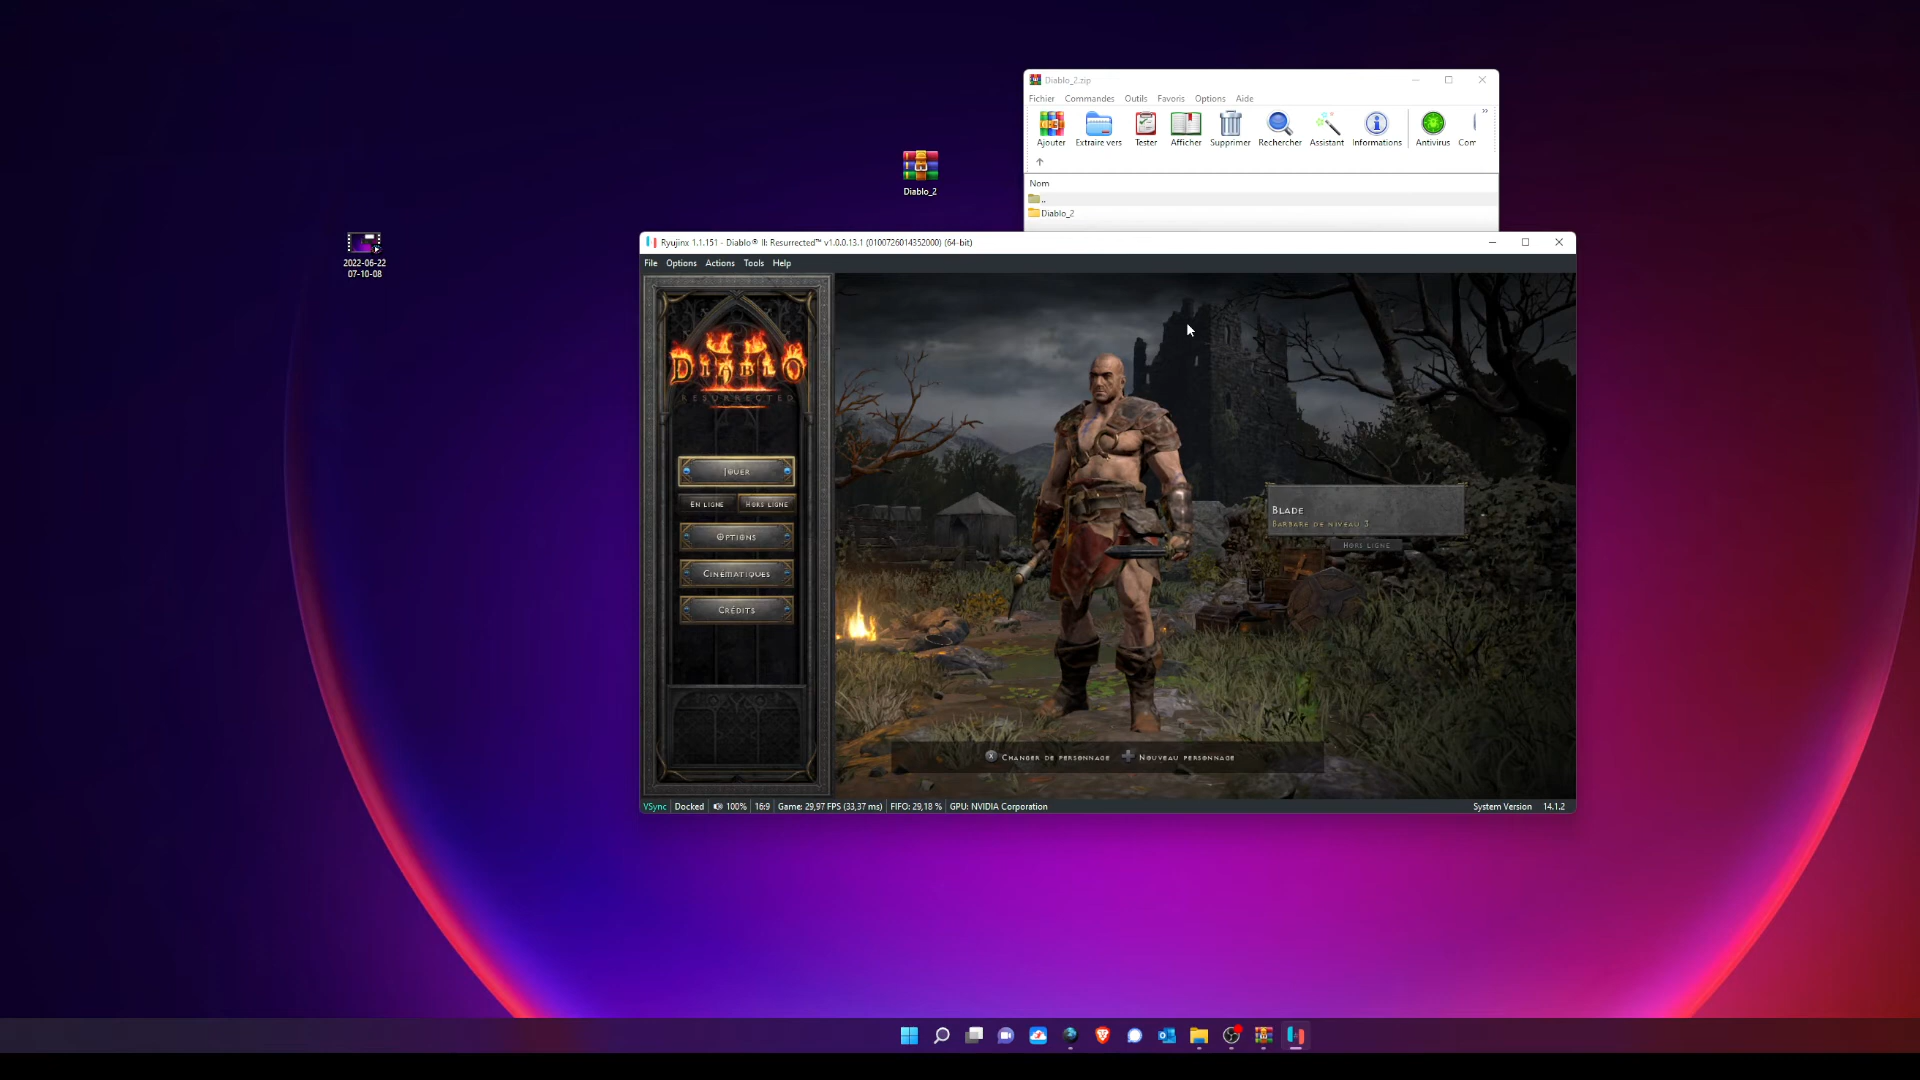 Diablo_2.zip
Fichier Commandes Outils Favoris Options Aide
Ajouter Extraire vers Tester Afficher Supprimer Rechercher Assistant Informations Antivirus Com
Nom
..
Diablo_2
Diablo_2
2022-06-22
07-10-08
Ryujinx 1.1.151 - Diablo® II: Resurrected™ v1.0.0.13.1 (0100726014352000) (64-bit)
File Options Actions Tools Help
DIABLO
RESURRECTED
JOUER
EN LIGNE HORS LIGNE
OPTIONS
CINÉMATIQUES
CRÉDITS
BLADE
BARBARE DE NIVEAU 3
HORS LIGNE
X CHANGER DE PERSONNAGE NOUVEAU PERSONNAGE
VSync Docked 100% 16:9 Game: 29,97 FPS (33,37 ms) FIFO: 29,18 % GPU: NVIDIA Corporation System Version 14.1.2